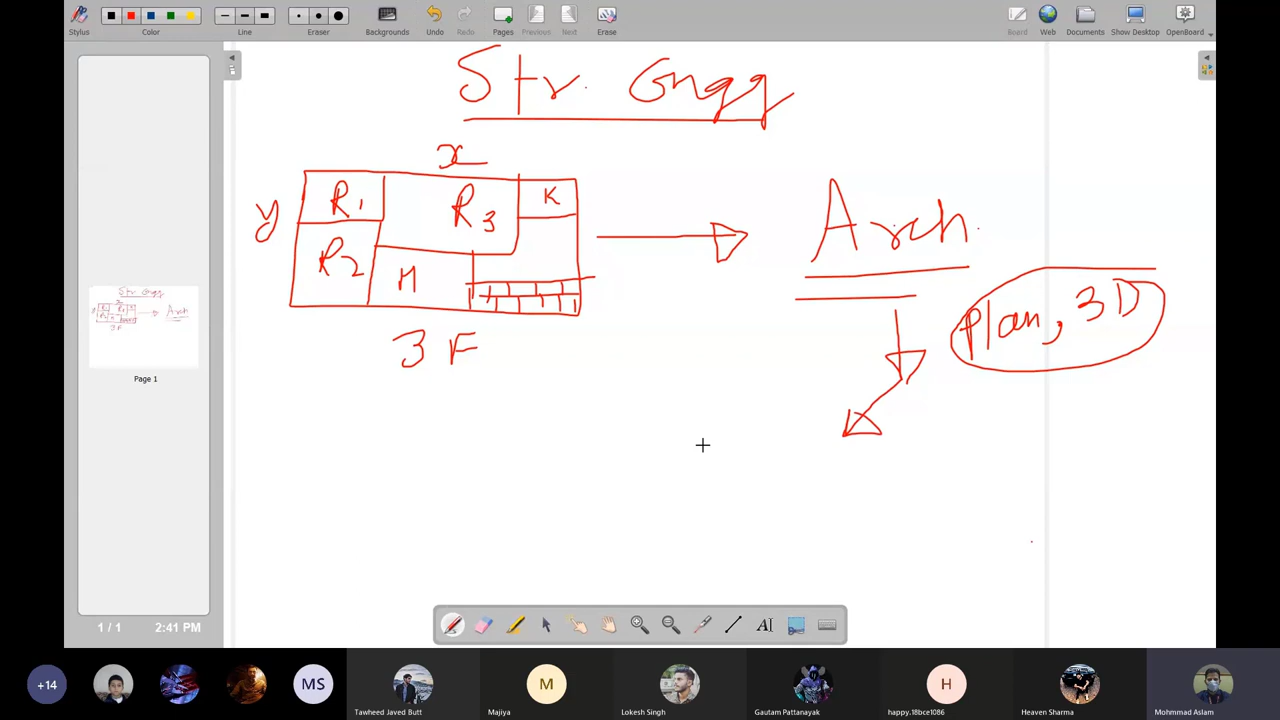 Stylus
Color
Line
Eraser
Backgrounds
Undo
Redo
Pages
Previous
Next
Erase
Board
Web
Documents
Show Desktop
OpenBoard
Str. Engg
x
y
R1
R3
K
R2
H
3 F
Arch
Plan, 3D
Page 1
1 / 1
2:41 PM
+14
MS
M
H
Tawheed Javed Butt
Majiya
Lokesh Singh
Gautam Pattanayak
happy.18bce1086
Heaven Sharma
Mohmmad Aslam